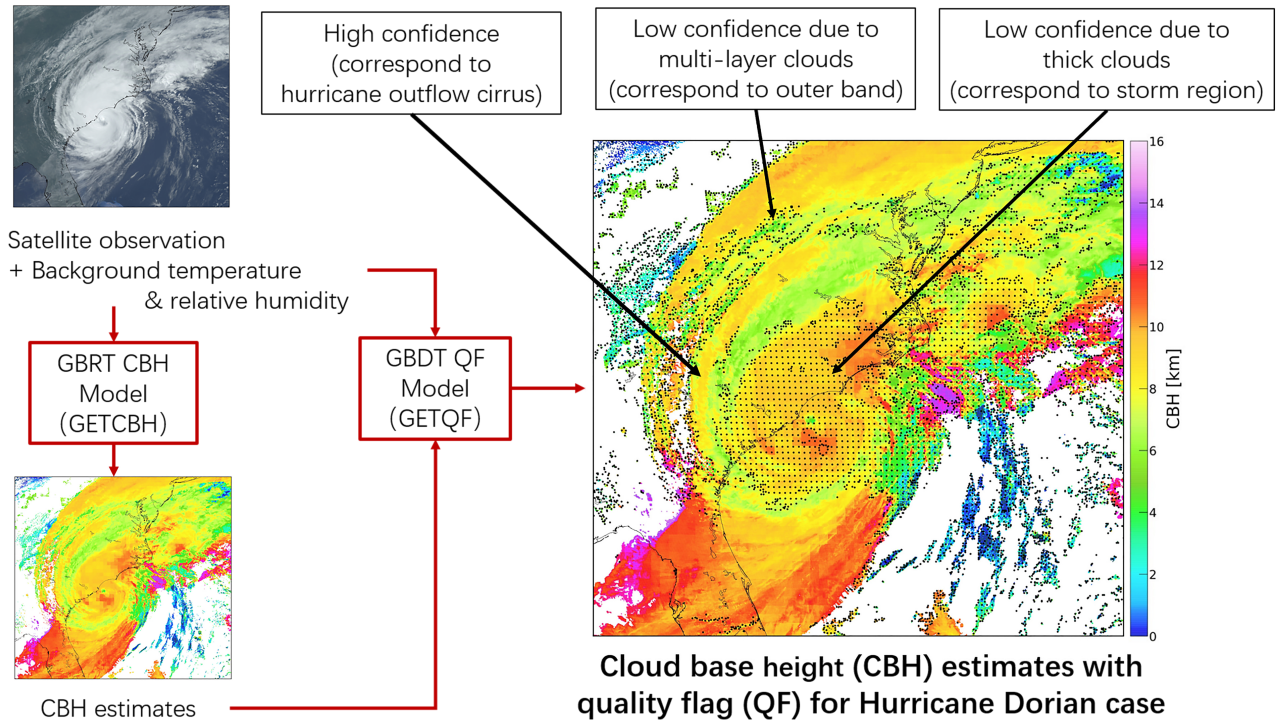 High confidence
(correspond to
hurricane outflow cirrus)
Low confidence due to
multi-layer clouds
(correspond to outer band)
Low confidence due to
thick clouds
(correspond to storm region)
Satellite observation
+ Background temperature
& relative humidity
GBRT CBH
Model
(GETCBH)
GBDT QF
Model
(GETQF)
CBH estimates
16
14
12
10
8
6
4
2
0
CBH [km]
Cloud base height (CBH) estimates with
quality flag (QF) for Hurricane Dorian case